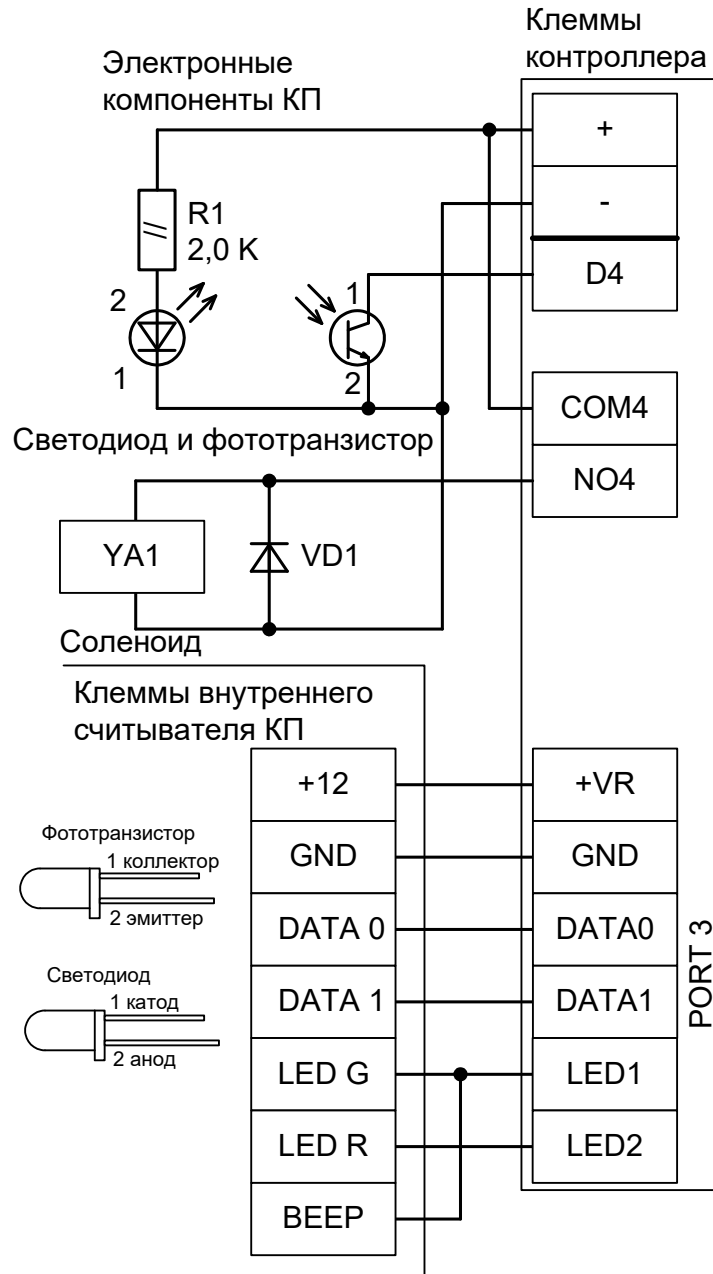 Клеммы
контроллера
Электронные
компоненты КП
+
-
D4
R1
2,0 K
2
1
1
2
COM4
NO4
Светодиод и фототранзистор
YA1
VD1
Соленоид
Клеммы внутреннего
считывателя КП
+12
+VR
GND
GND
DATA 0
DATA0
DATA 1
DATA1
LED G
LED1
LED R
LED2
BEEP
PORT 3
Фототранзистор
1 коллектор
2 эмиттер
Светодиод
1 катод
2 анод